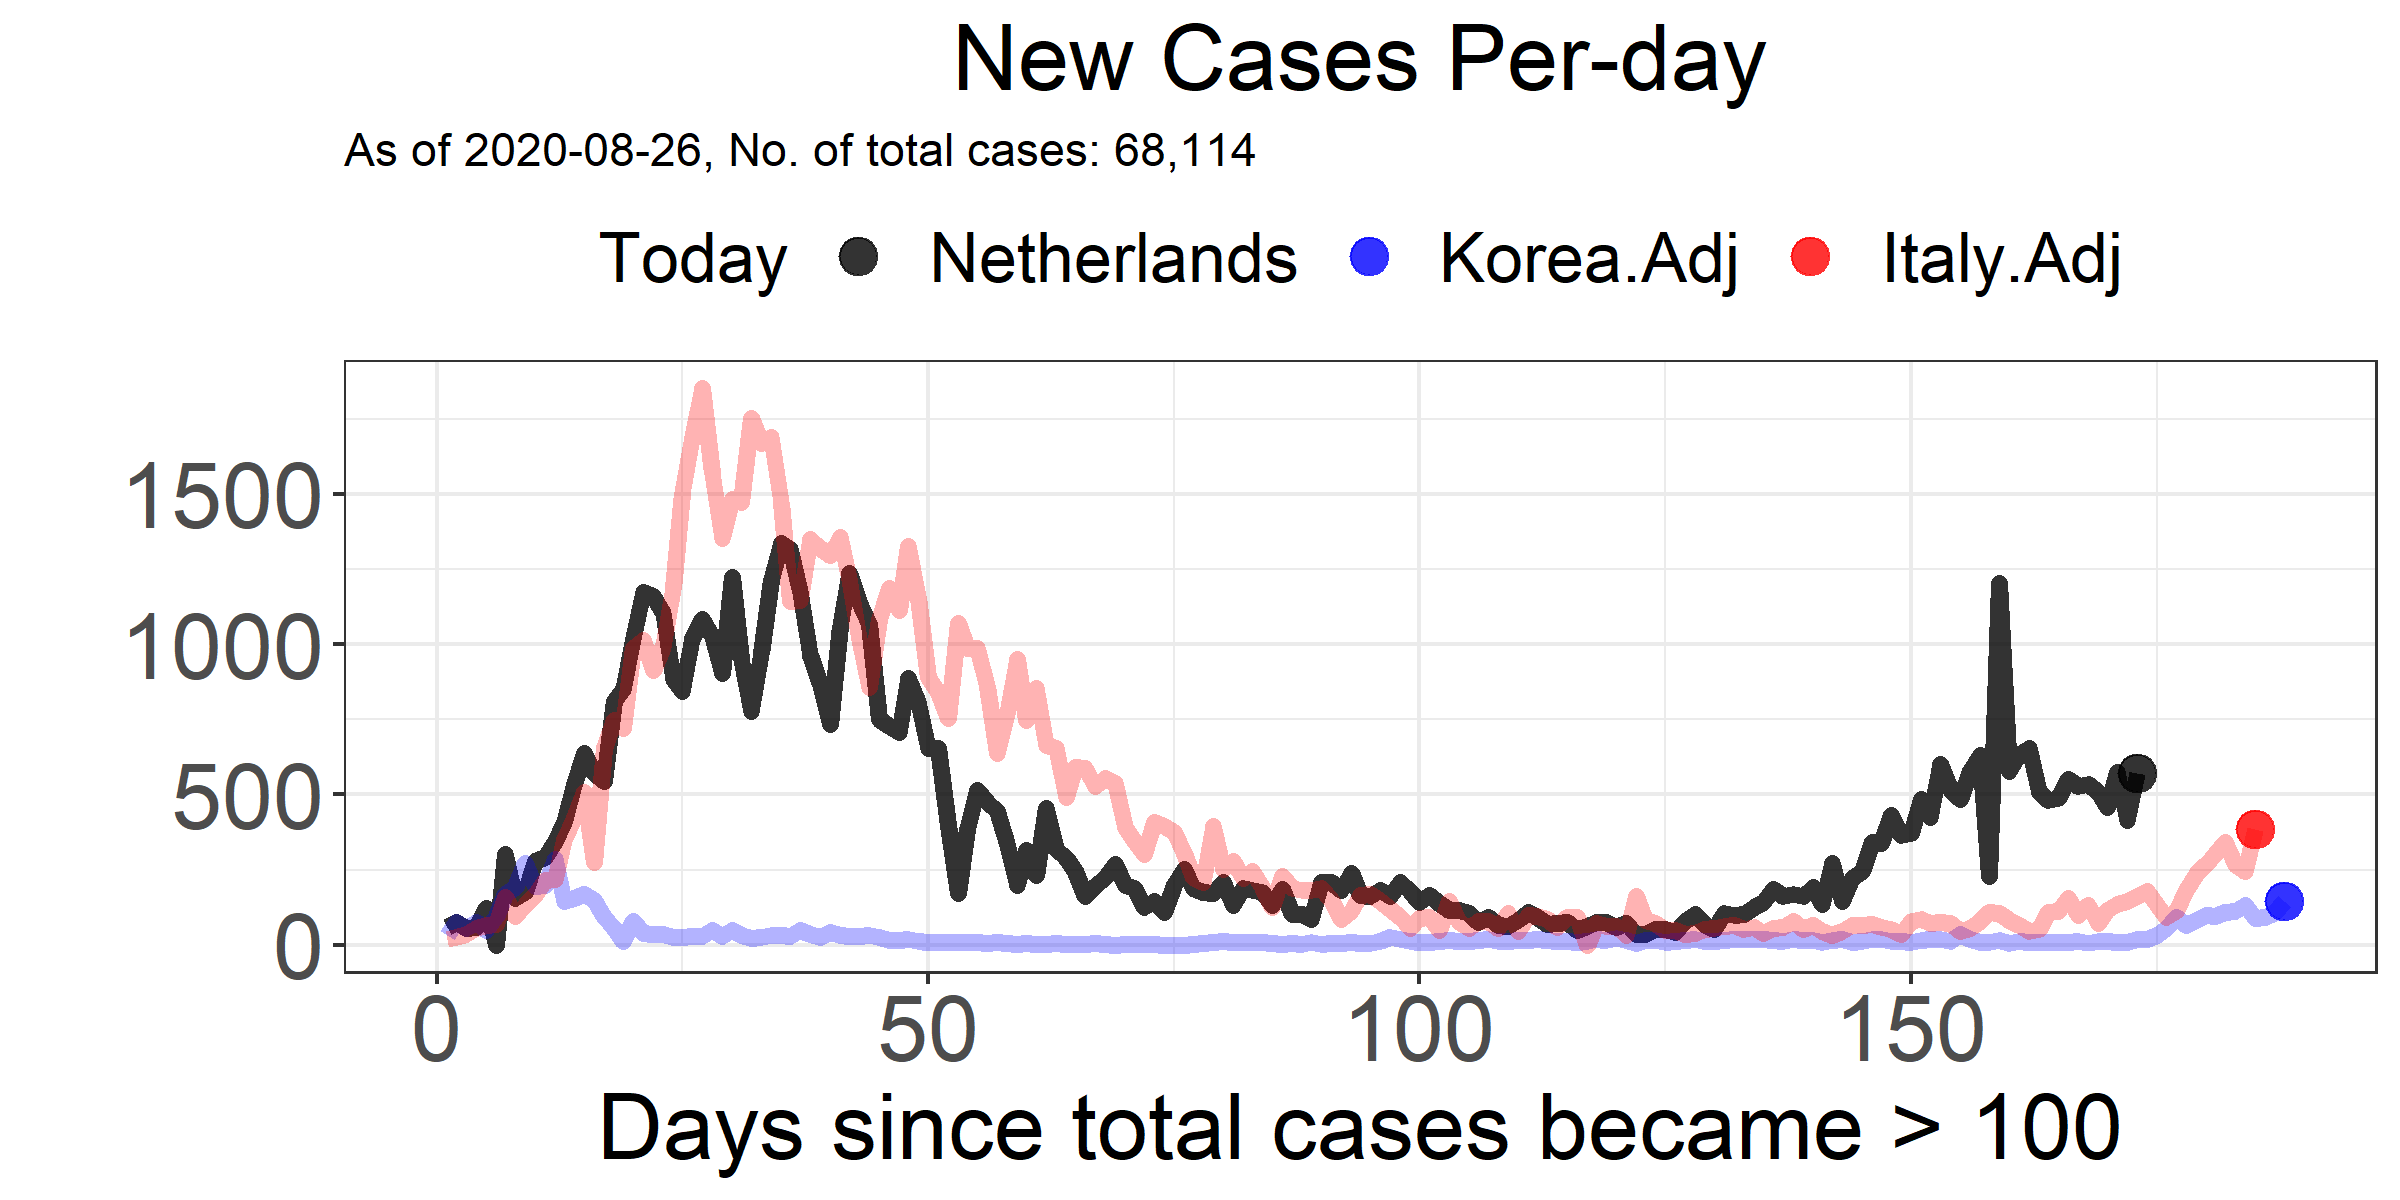 New Cases Per-day
As of 2020-08-26, No. of total cases: 68,114
Today Netherlands Korea.Adj Italy.Adj
1500
1000
500
0
0 50 100 150
Days since total cases became > 100